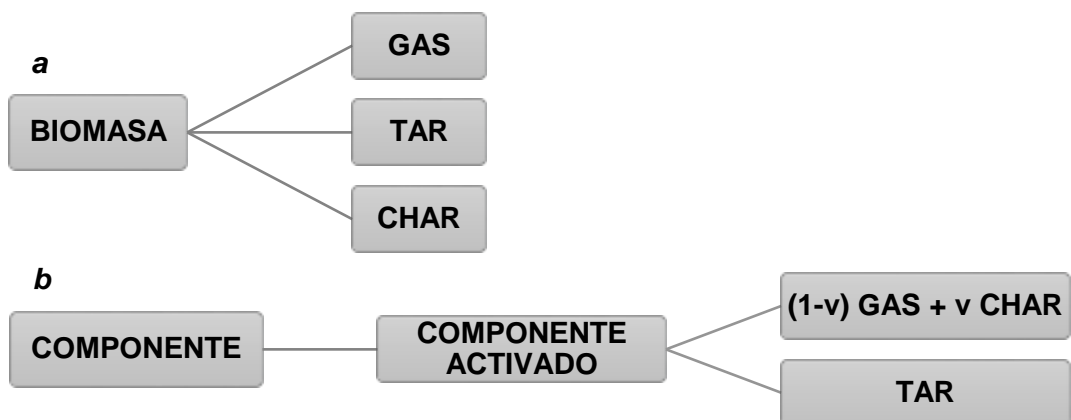 a
GAS
BIOMASA
TAR
CHAR
b
COMPONENTE
COMPONENTE
ACTIVADO
(1-v) GAS + v CHAR
TAR